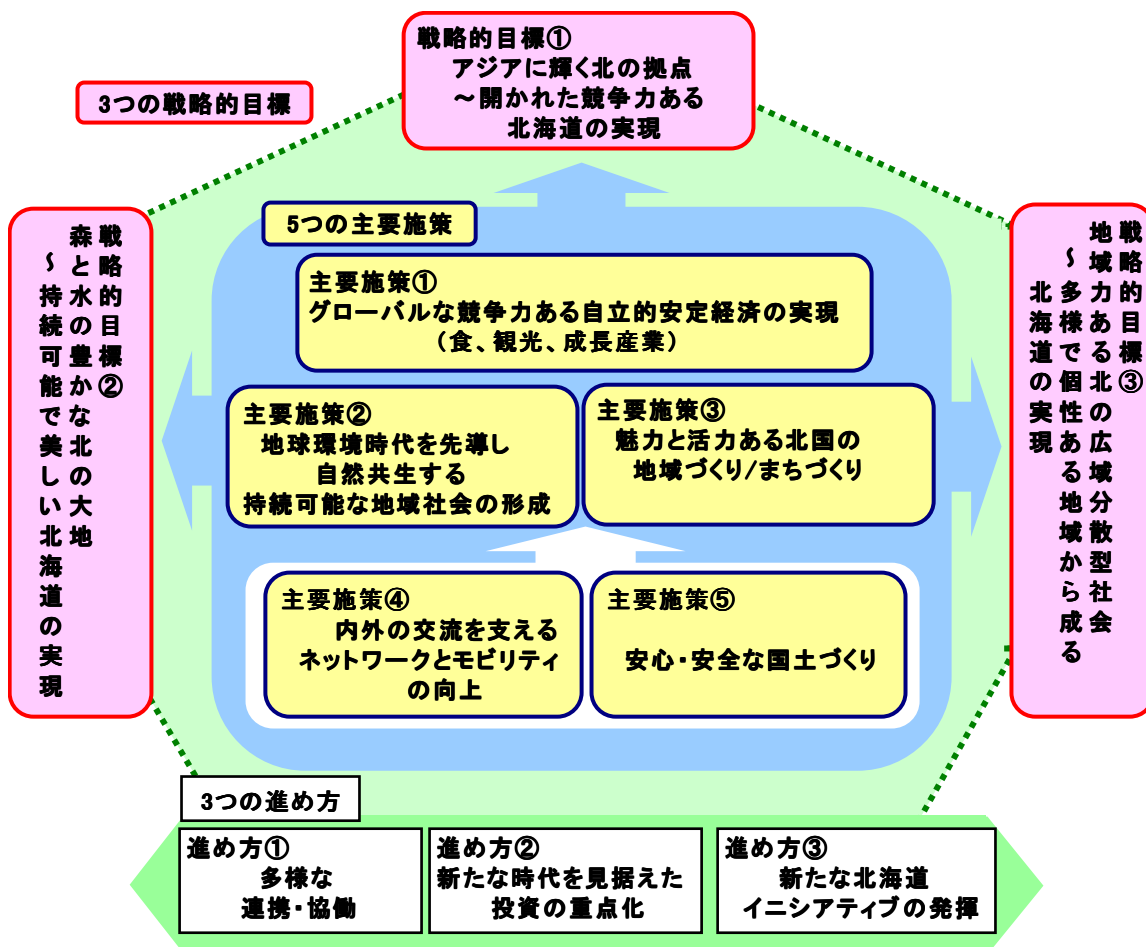 3つの戦略的目標
戦略的目標①
アジアに輝く北の拠点
～開かれた競争力ある
北海道の実現
戦略的目標②
森と水の豊かな北の大地
～持続可能で美しい北海道の実現
戦略的目標③
地域力ある北の広域分散型社会
～多様で個性ある地域から成る
北海道の実現
5つの主要施策
主要施策①
グローバルな競争力ある自立的安定経済の実現
（食、観光、成長産業）
主要施策②
地球環境時代を先導し
自然共生する
持続可能な地域社会の形成
主要施策③
魅力と活力ある北国の
地域づくり/まちづくり
主要施策④
内外の交流を支える
ネットワークとモビリティ
の向上
主要施策⑤
安心・安全な国土づくり
3つの進め方
進め方①
多様な
連携・協働
進め方②
新たな時代を見据えた
投資の重点化
進め方③
新たな北海道
イニシアティブの発揮